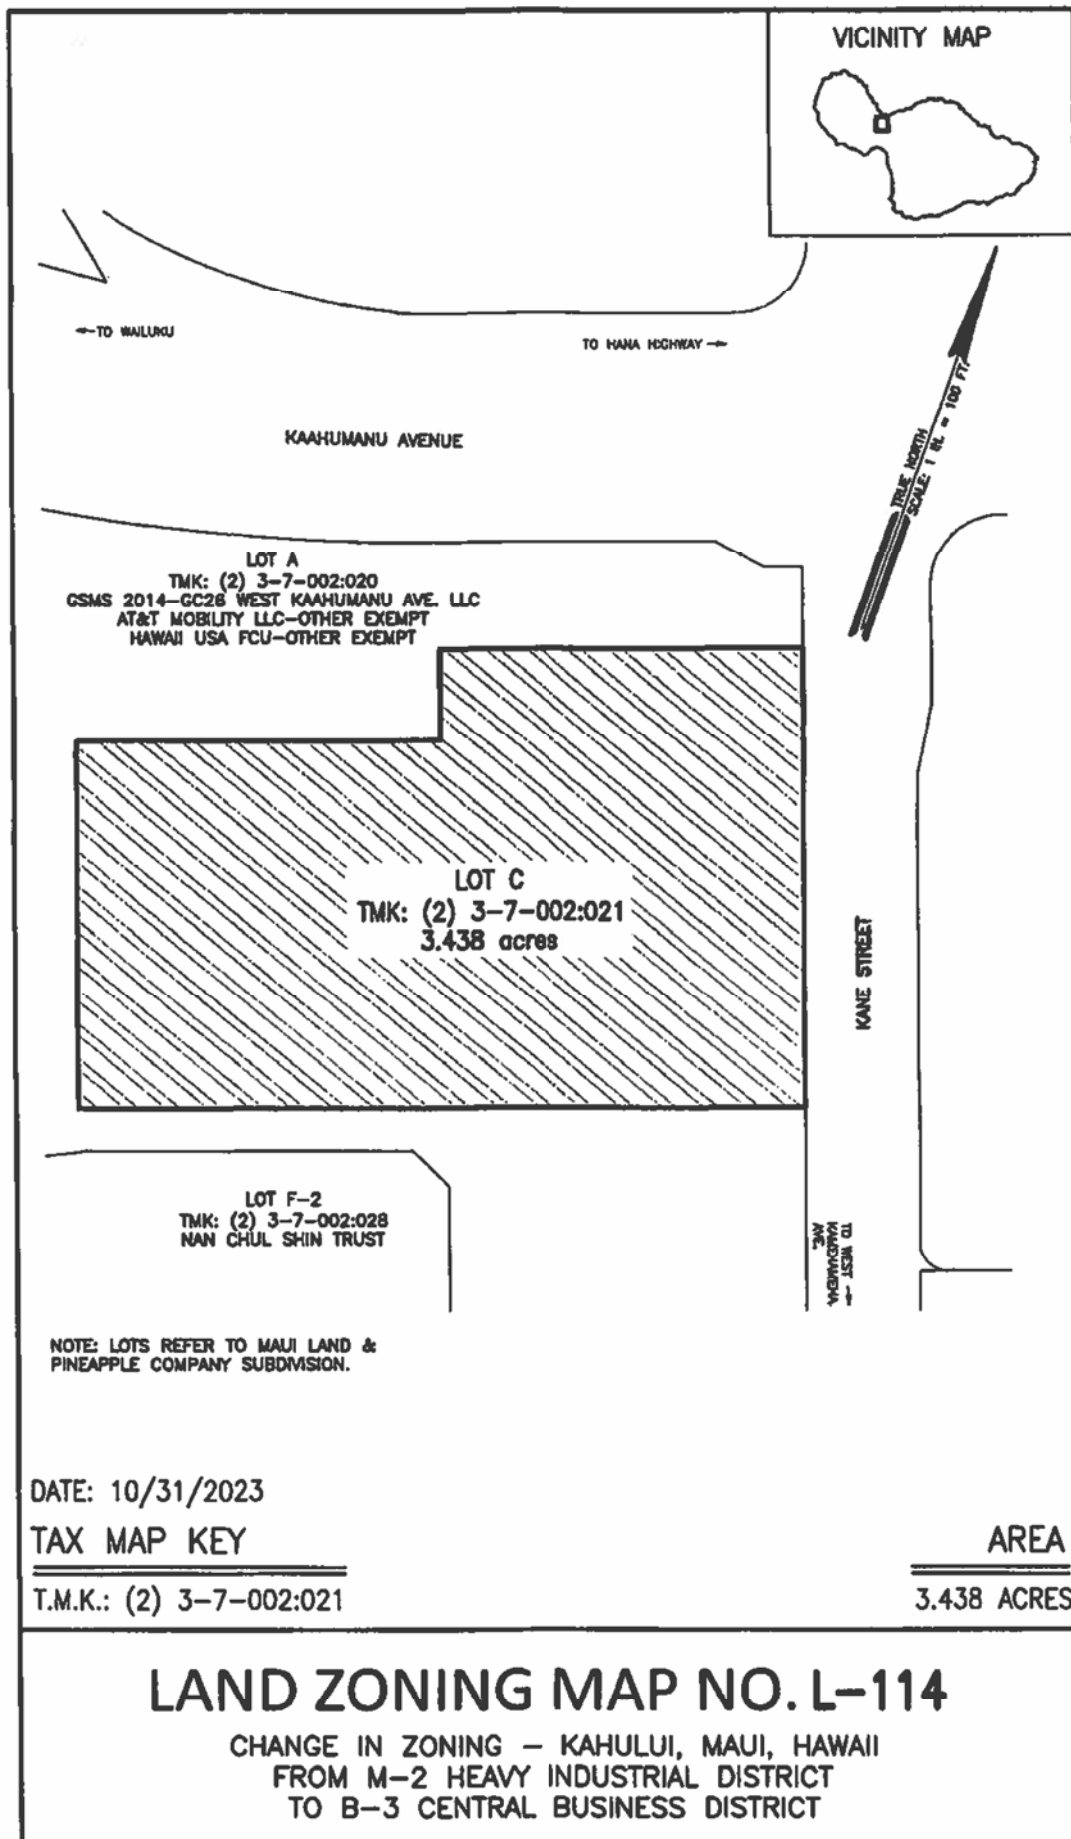 VICINITY MAP
←TO WAILUKU
TO HANA HIGHWAY→
KAAHUMANU AVENUE
TRUE NORTH
SCALE: 1 in. = 100 FT.
LOT A
TMK: (2) 3-7-002:020
GSMS 2014-GC26 WEST KAAHUMANU AVE. LLC
AT&T MOBILITY LLC-OTHER EXEMPT
HAWAII USA FCU-OTHER EXEMPT
LOT C
TMK: (2) 3-7-002:021
3.438 acres
KANE STREET
LOT F-2
TMK: (2) 3-7-002:028
NAN CHUL SHIN TRUST
TO WEST →
KAMEHAMEHA
AVE.
NOTE: LOTS REFER TO MAUI LAND &
PINEAPPLE COMPANY SUBDIVISION.
DATE: 10/31/2023
TAX MAP KEY
AREA
T.M.K.: (2) 3-7-002:021
3.438 ACRES
LAND ZONING MAP NO. L-114
CHANGE IN ZONING - KAHULUI, MAUI, HAWAII
FROM M-2 HEAVY INDUSTRIAL DISTRICT
TO B-3 CENTRAL BUSINESS DISTRICT